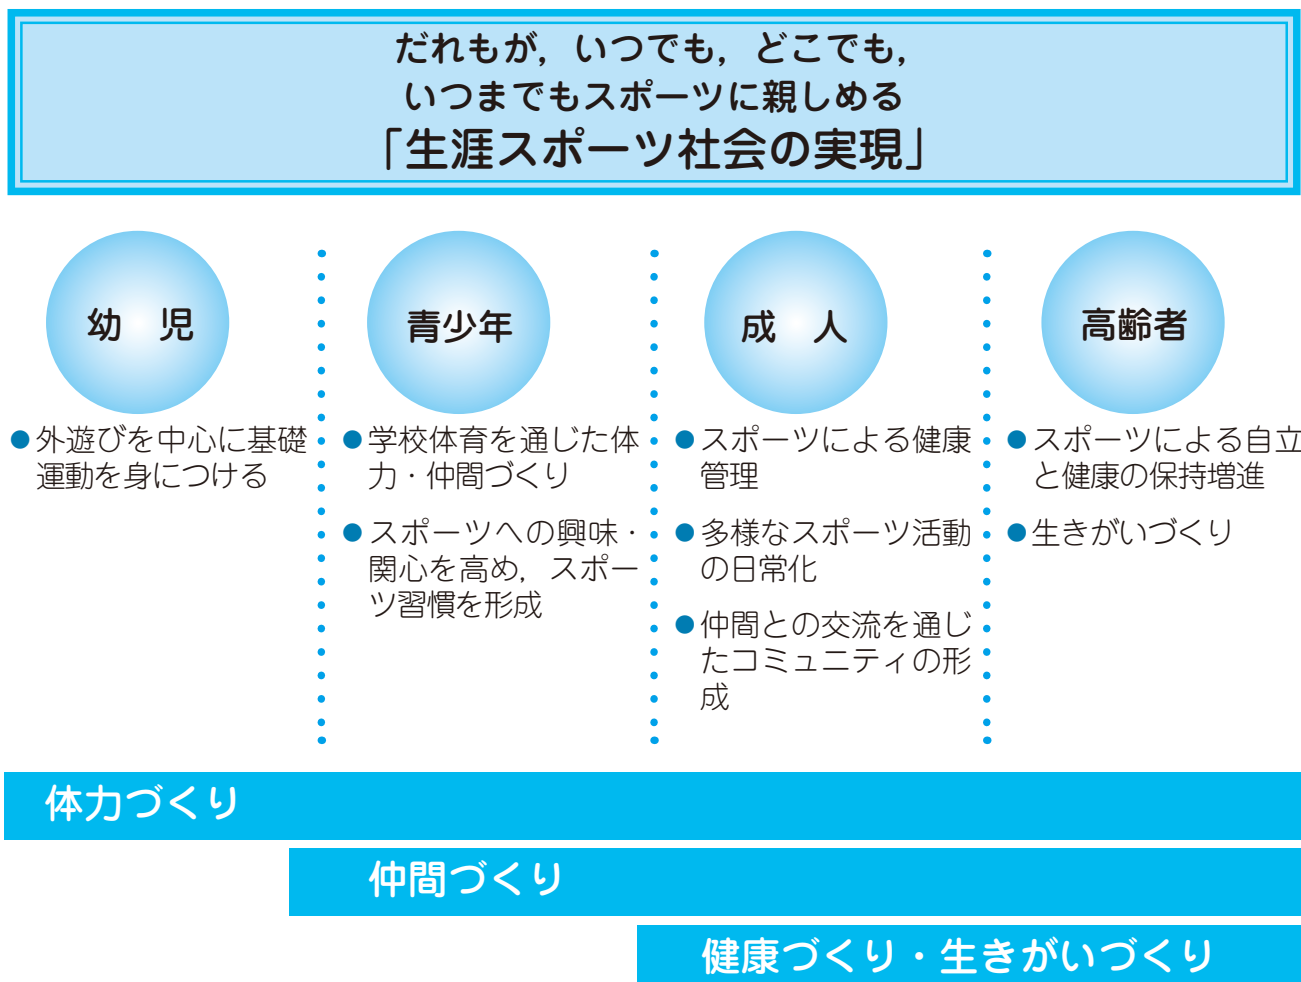 だれもが，いつでも，どこでも，
いつまでもスポーツに親しめる
「生涯スポーツ社会の実現」
幼　児
●外遊びを中心に基礎
運動を身につける
青少年
●学校体育を通じた体
力・仲間づくり
●スポーツへの興味・
関心を高め，スポー
ツ習慣を形成
成　人
●スポーツによる健康
管理
●多様なスポーツ活動
の日常化
●仲間との交流を通じ
たコミュニティの形
成
高齢者
●スポーツによる自立
と健康の保持増進
●生きがいづくり
体力づくり
仲間づくり
健康づくり・生きがいづくり